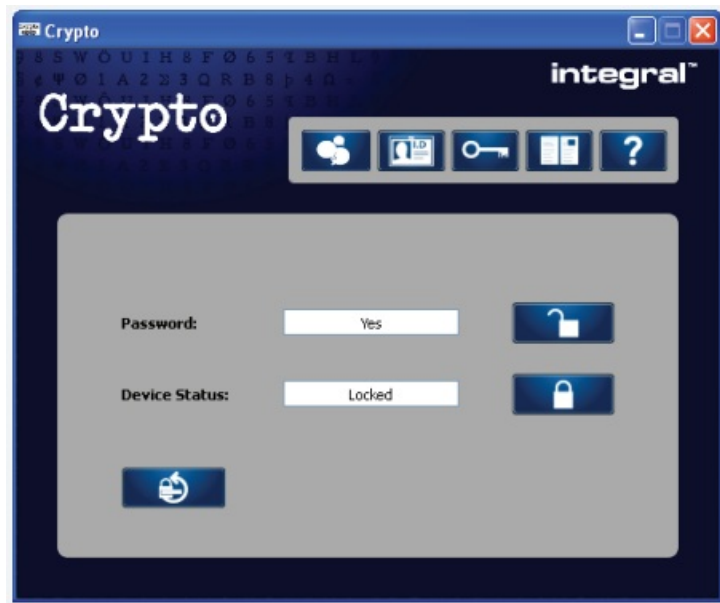 Crypto
integral™
Crypto
I.D
?
Password: Yes
Device Status: Locked